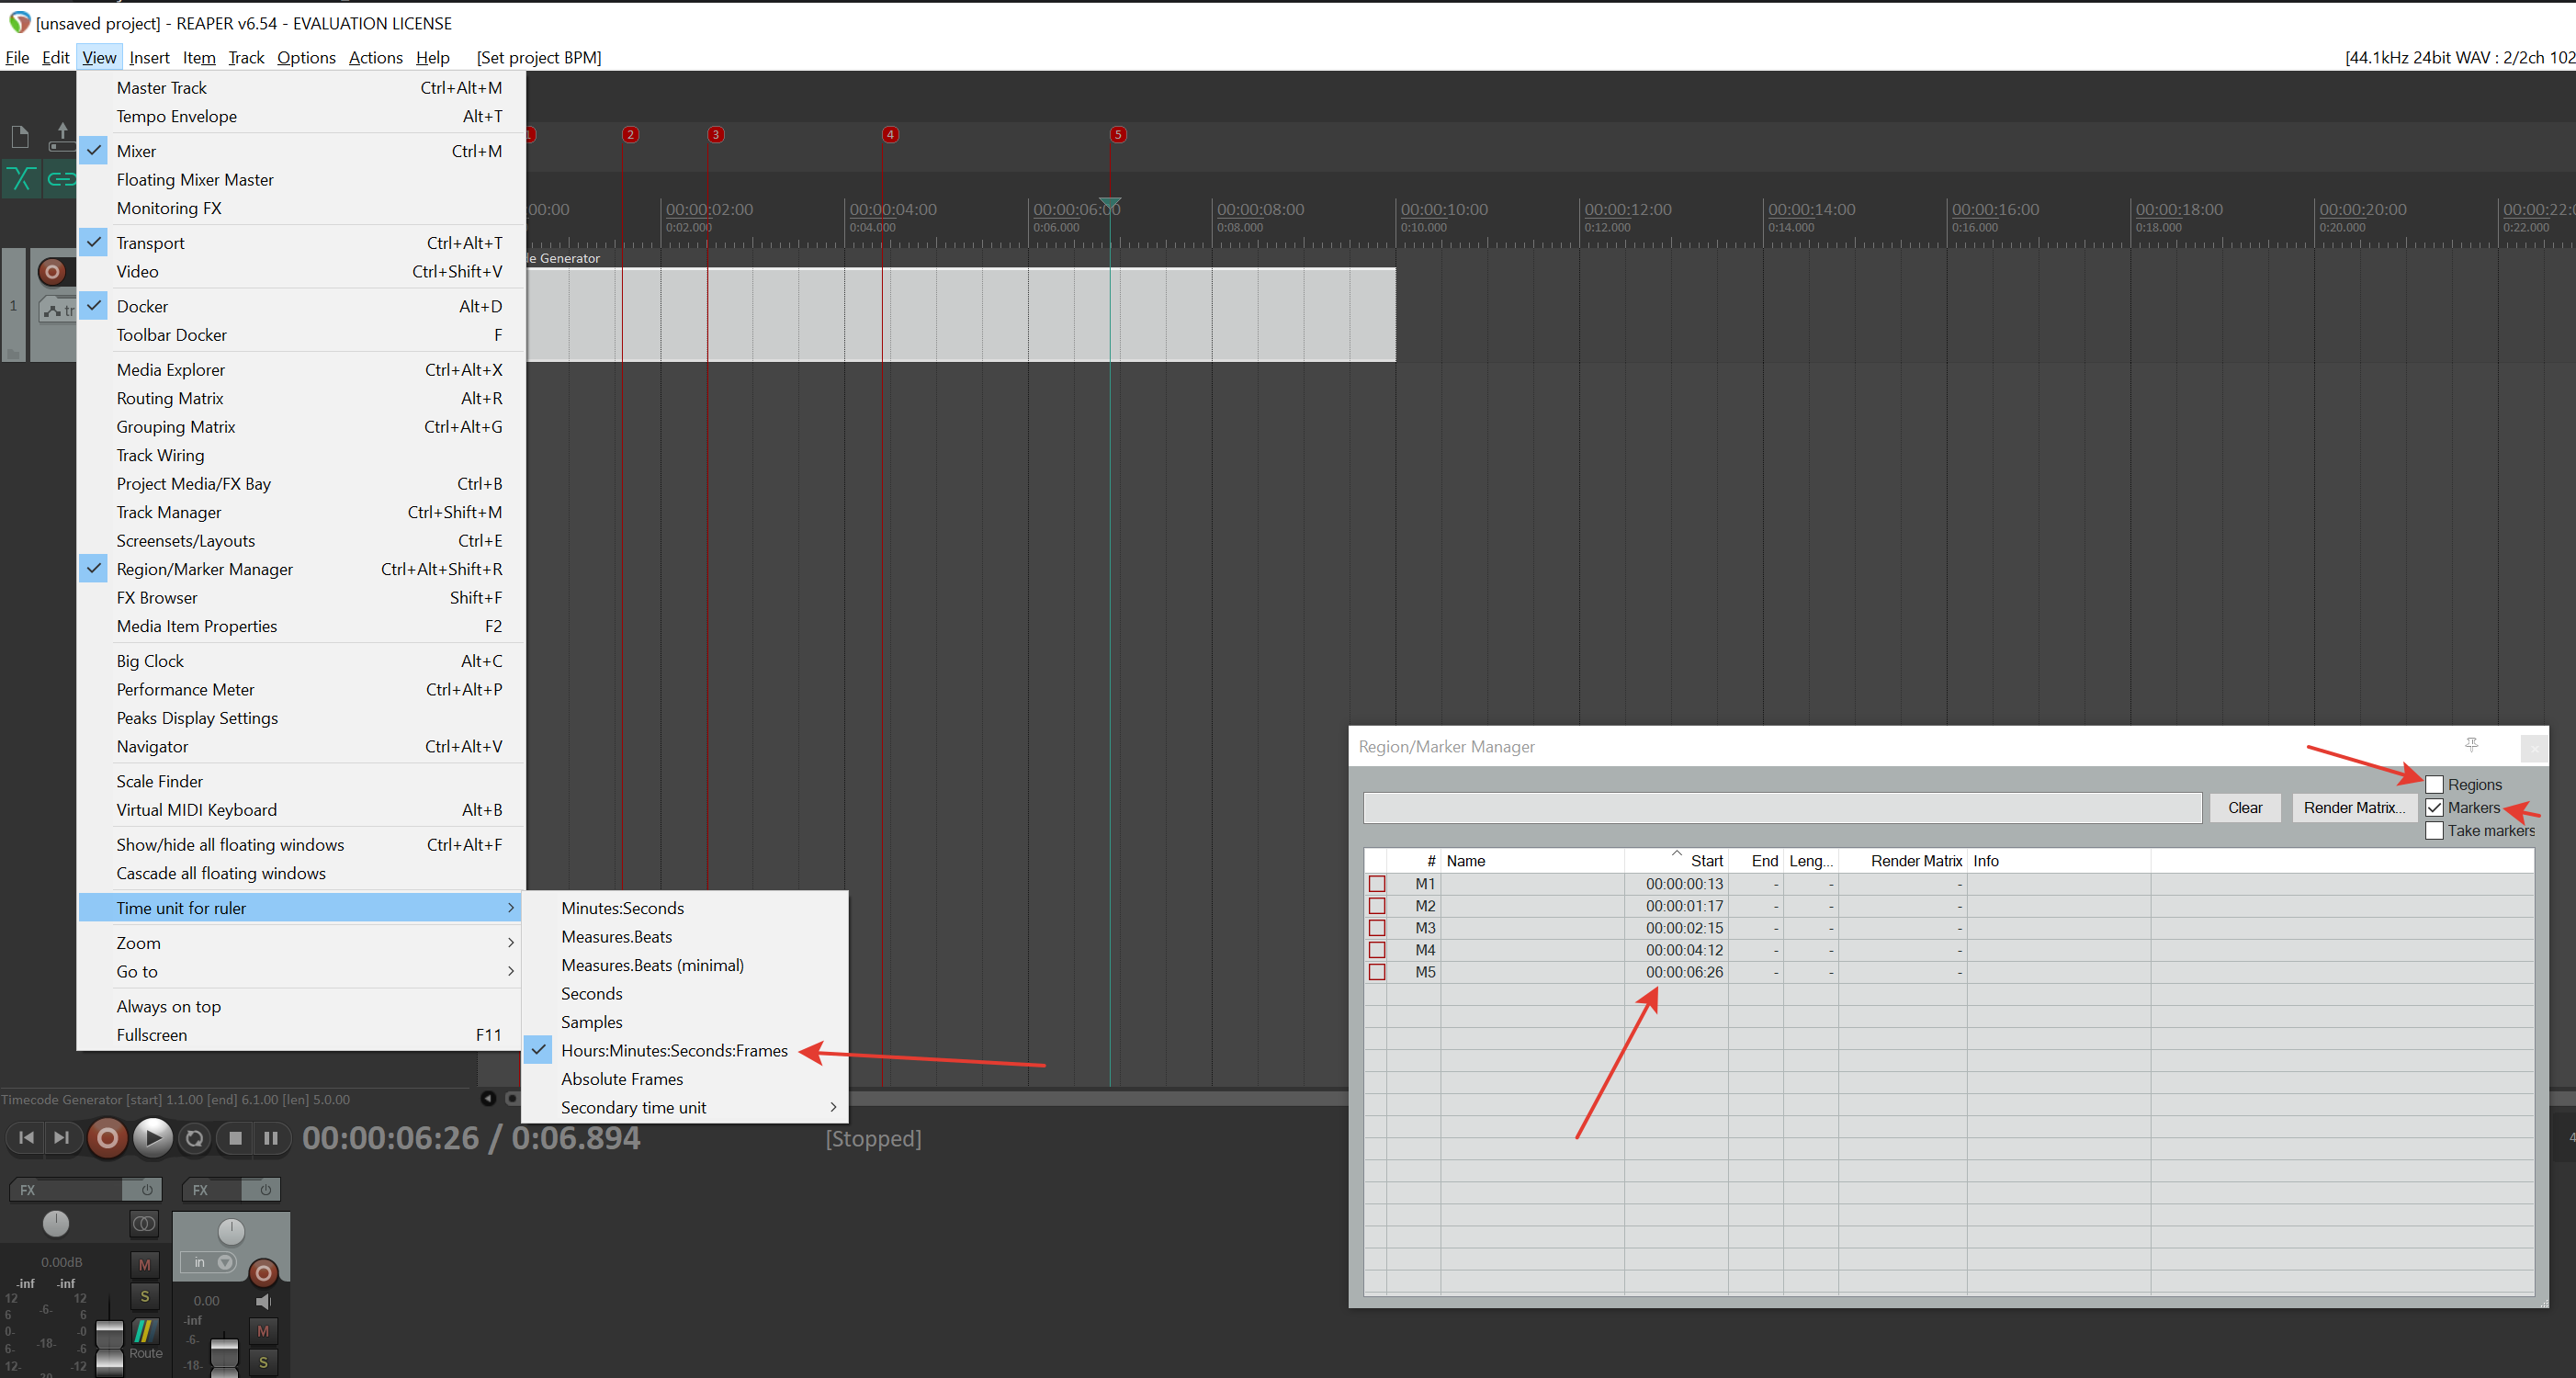 [unsaved project] - REAPER v6.54 - EVALUATION LICENSE
File Edit View Insert Item Track Options Actions Help [Set project BPM] [44.1kHz 24bit WAV : 2/2ch 102
Master Track Ctrl+Alt+M
Tempo Envelope Alt+T
Mixer Ctrl+M
Floating Mixer Master
Monitoring FX
Transport Ctrl+Alt+T
Video Ctrl+Shift+V
Docker Alt+D
Toolbar Docker F
Media Explorer Ctrl+Alt+X
Routing Matrix Alt+R
Grouping Matrix Ctrl+Alt+G
Track Wiring
Project Media/FX Bay Ctrl+B
Track Manager Ctrl+Shift+M
Screensets/Layouts Ctrl+E
Region/Marker Manager Ctrl+Alt+Shift+R
FX Browser Shift+F
Media Item Properties F2
Big Clock Alt+C
Performance Meter Ctrl+Alt+P
Peaks Display Settings
Navigator Ctrl+Alt+V
Scale Finder
Virtual MIDI Keyboard Alt+B
Show/hide all floating windows Ctrl+Alt+F
Cascade all floating windows
Time unit for ruler
Zoom
Go to
Always on top
Fullscreen F11
Minutes:Seconds
Measures.Beats
Measures.Beats (minimal)
Seconds
Samples
Hours:Minutes:Seconds:Frames
Absolute Frames
Secondary time unit
1 2 3 4 5
00:00 00:00:02:00 00:00:04:00 00:00:06:00 00:00:08:00 00:00:10:00 00:00:12:00 00:00:14:00 00:00:16:00 00:00:18:00 00:00:20:00 00:00:22:0
0:02.000 0:04.000 0:06.000 0:08.000 0:10.000 0:12.000 0:14.000 0:16.000 0:18.000 0:20.000 0:22.000
de Generator
1
tr
Region/Marker Manager
Regions
Clear Render Matrix... Markers
Take markers
# Name Start End Leng... Render Matrix Info
M1 00:00:00:13 - - -
M2 00:00:01:17 - - -
M3 00:00:02:15 - - -
M4 00:00:04:12 - - -
M5 00:00:06:26 - - -
Timecode Generator [start] 1.1.00 [end] 6.1.00 [len] 5.0.00
00:00:06:26 / 0:06.894 [Stopped]
4
FX FX
in
0.00dB M
-inf -inf
12 12 S
6 -6- 6
0- -0
-18-
6- -6
12- -12
Route
0.00
-inf
-6- M
-18- S